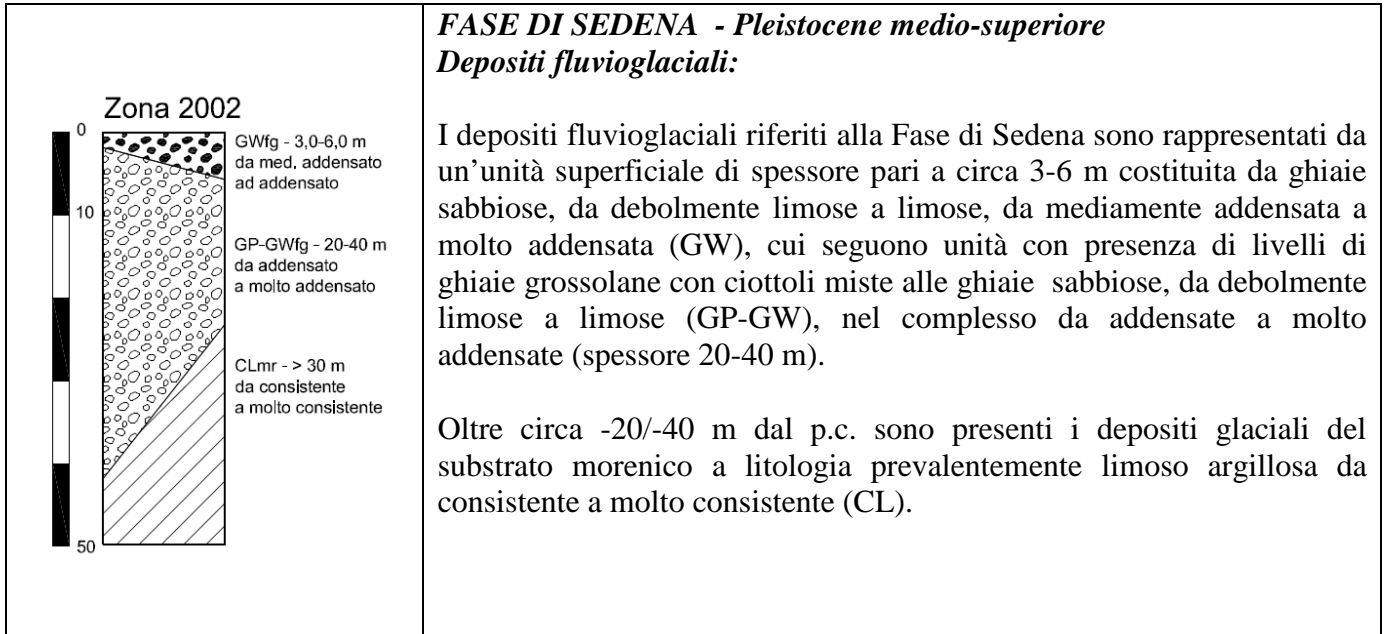 Zona 2002
0
10
50
GWfg - 3,0-6,0 m
da med. addensato
ad addensato
GP-GWfg - 20-40 m
da addensato
a molto addensato
CLmr - > 30 m
da consistente
a molto consistente
FASE DI SEDENA - Pleistocene medio-superiore
Depositi fluvioglaciali:
I depositi fluvioglaciali riferiti alla Fase di Sedena sono rappresentati da
un'unità superficiale di spessore pari a circa 3-6 m costituita da ghiaie
sabbiose, da debolmente limose a limose, da mediamente addensata a
molto addensata (GW), cui seguono unità con presenza di livelli di
ghiaie grossolane con ciottoli miste alle ghiaie sabbiose, da debolmente
limose a limose (GP-GW), nel complesso da addensate a molto
addensate (spessore 20-40 m).
Oltre circa -20/-40 m dal p.c. sono presenti i depositi glaciali del
substrato morenico a litologia prevalentemente limoso argillosa da
consistente a molto consistente (CL).